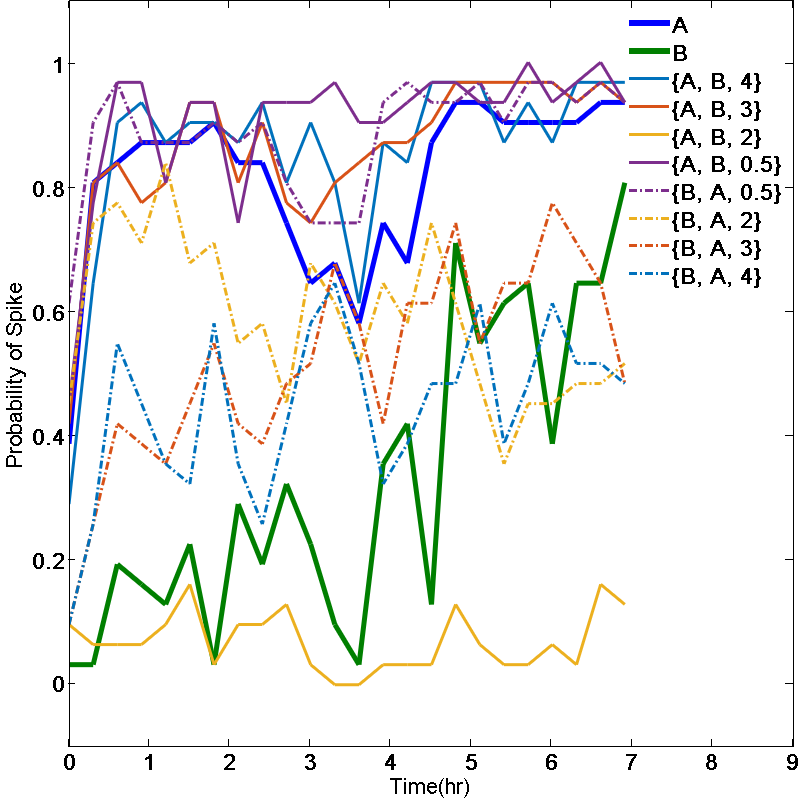 A
B
{A, B, 4}
{A, B, 3}
{A, B, 2}
{A, B, 0.5}
{B, A, 0.5}
{B, A, 2}
{B, A, 3}
{B, A, 4}
1
0.8
0.6
0.4
0.2
0
Probability of Spike
0 1 2 3 4 5 6 7 8 9
Time(hr)